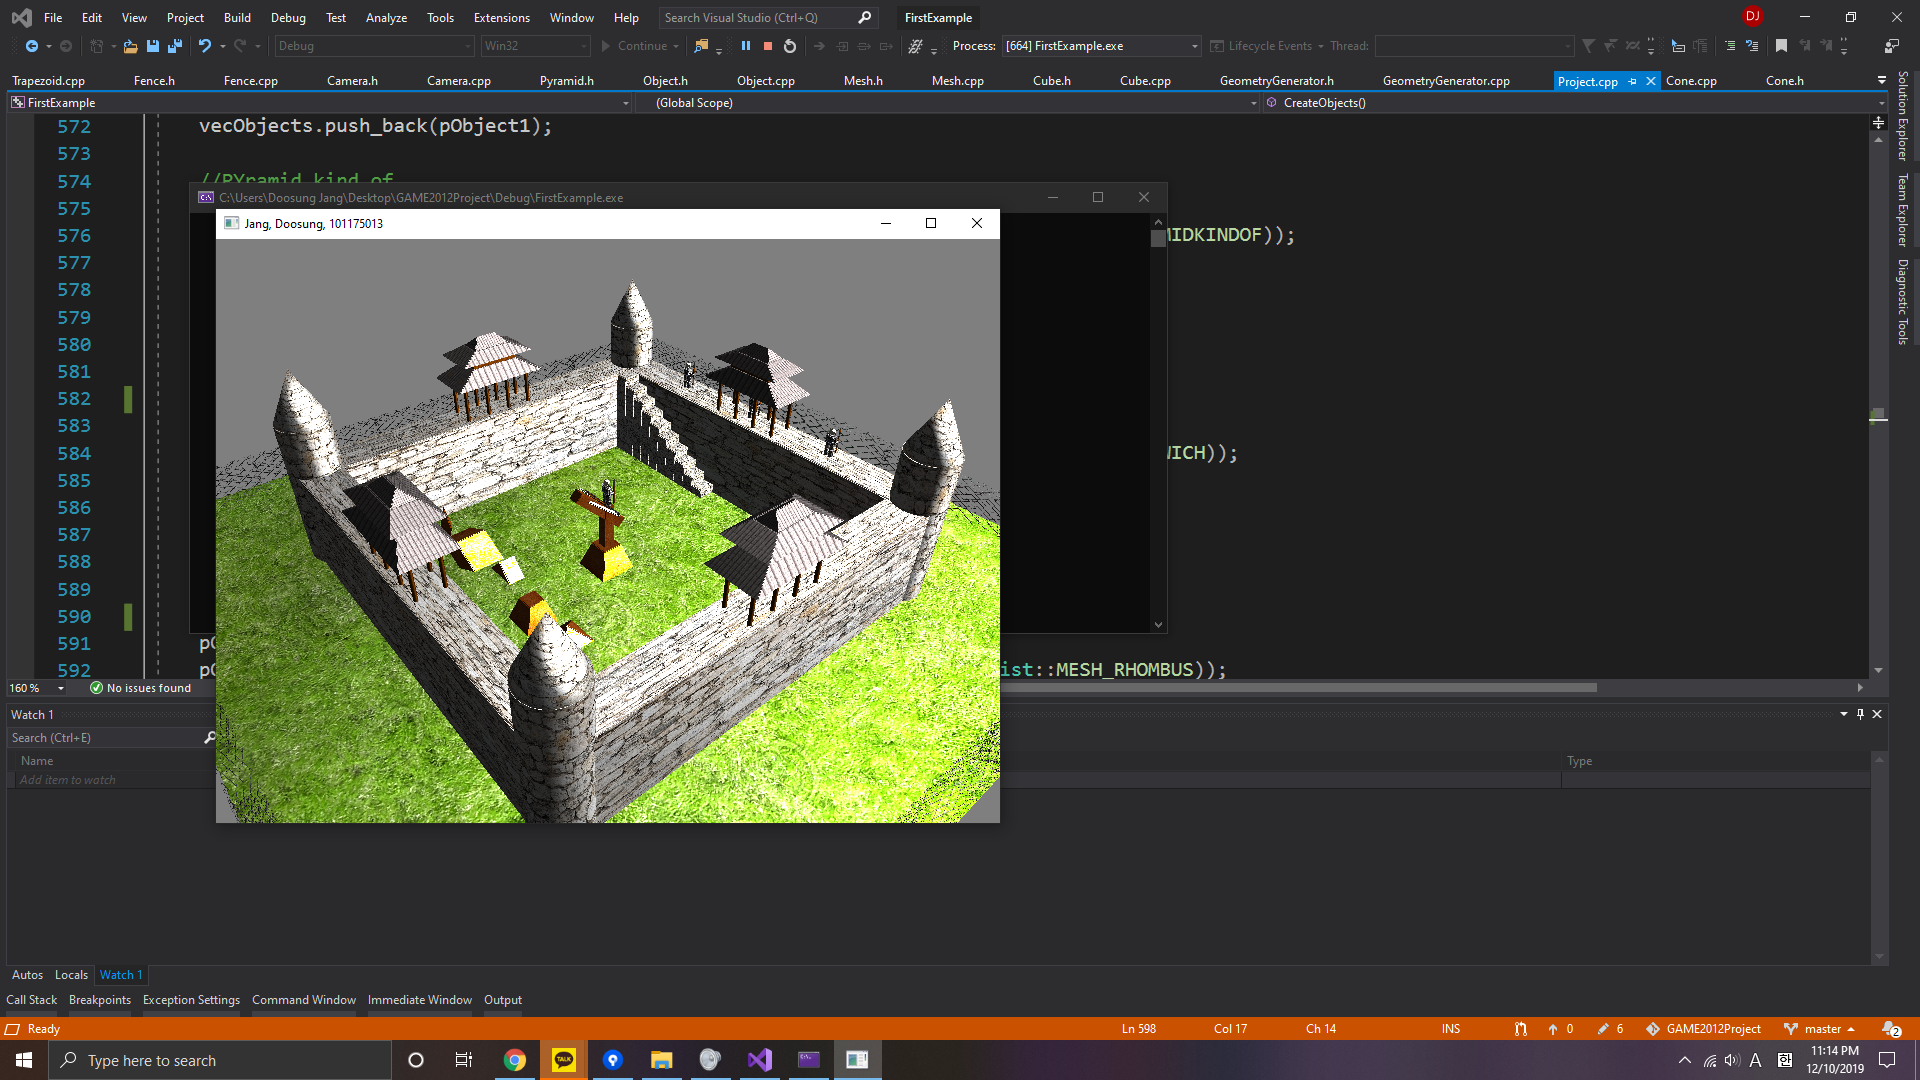 File Edit View Project Build Debug Test Analyze Tools Extensions Window Help Search Visual Studio (Ctrl+Q) FirstExample DJ
Debug Win32 Continue Process: [664] FirstExample.exe Lifecycle Events Thread:
Trapezoid.cpp Fence.h Fence.cpp Camera.h Camera.cpp Pyramid.h Object.h Object.cpp Mesh.h Mesh.cpp Cube.h Cube.cpp GeometryGenerator.h GeometryGenerator.cpp Project.cpp Cone.cpp Cone.h
FirstExample (Global Scope) CreateObjects()
Solution Explorer
Team Explorer
Diagnostic Tools
572 vecObjects.push_back(pObject1);
573
574 //PYramid kind of
C:\Users\Doosung Jang\Desktop\GAME2012Project\Debug\FirstExample.exe
575
Jang, Doosung, 101175013
576 MIDKINDOF));
577
578
579
580
581
582
583
584 WICH));
585
586
587
588
589
590
591
592 ist::MESH_RHOMBUS));
160 % No issues found
Watch 1
Search (Ctrl+E)
Name Type
Add item to watch
Autos Locals Watch 1
Call Stack Breakpoints Exception Settings Command Window Immediate Window Output
Ready Ln 598 Col 17 Ch 14 INS 0 6 GAME2012Project master 2
Type here to search TALK A 한 11:14 PM
12/10/2019